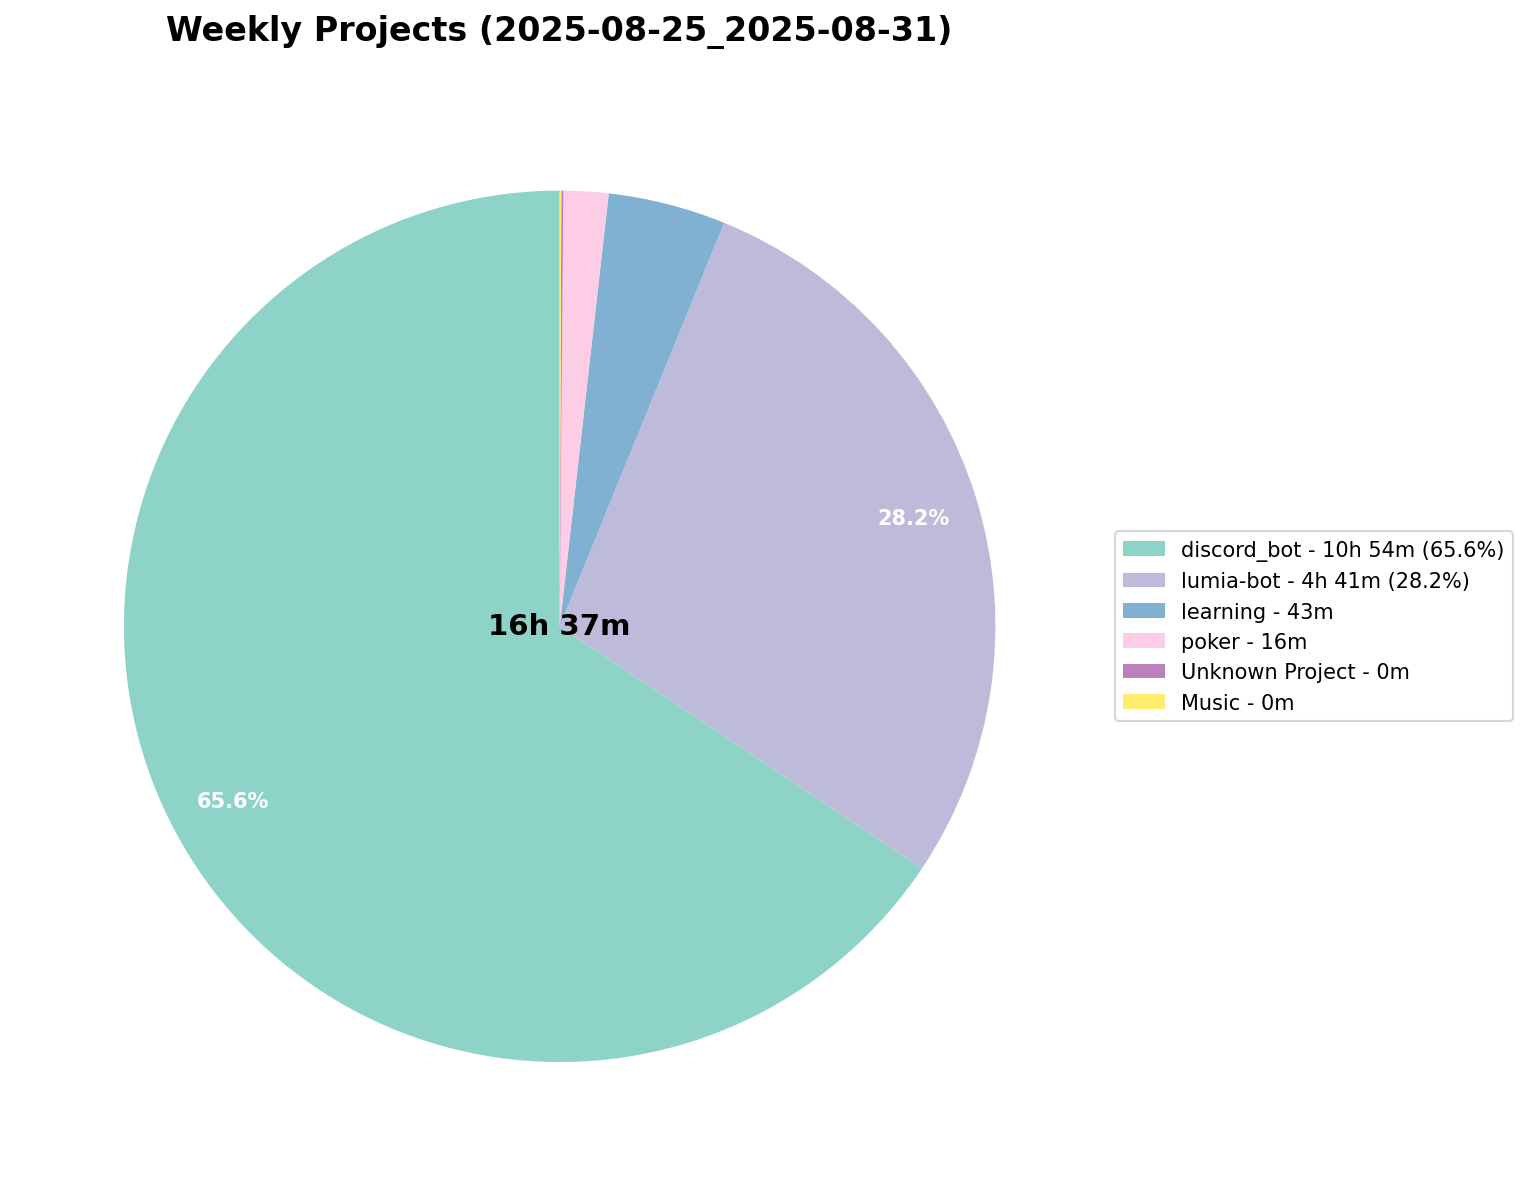 Weekly Projects (2025-08-25_2025-08-31)
28.2%
16h 37m
65.6%
discord_bot - 10h 54m (65.6%)
lumia-bot - 4h 41m (28.2%)
learning - 43m
poker - 16m
Unknown Project - 0m
Music - 0m